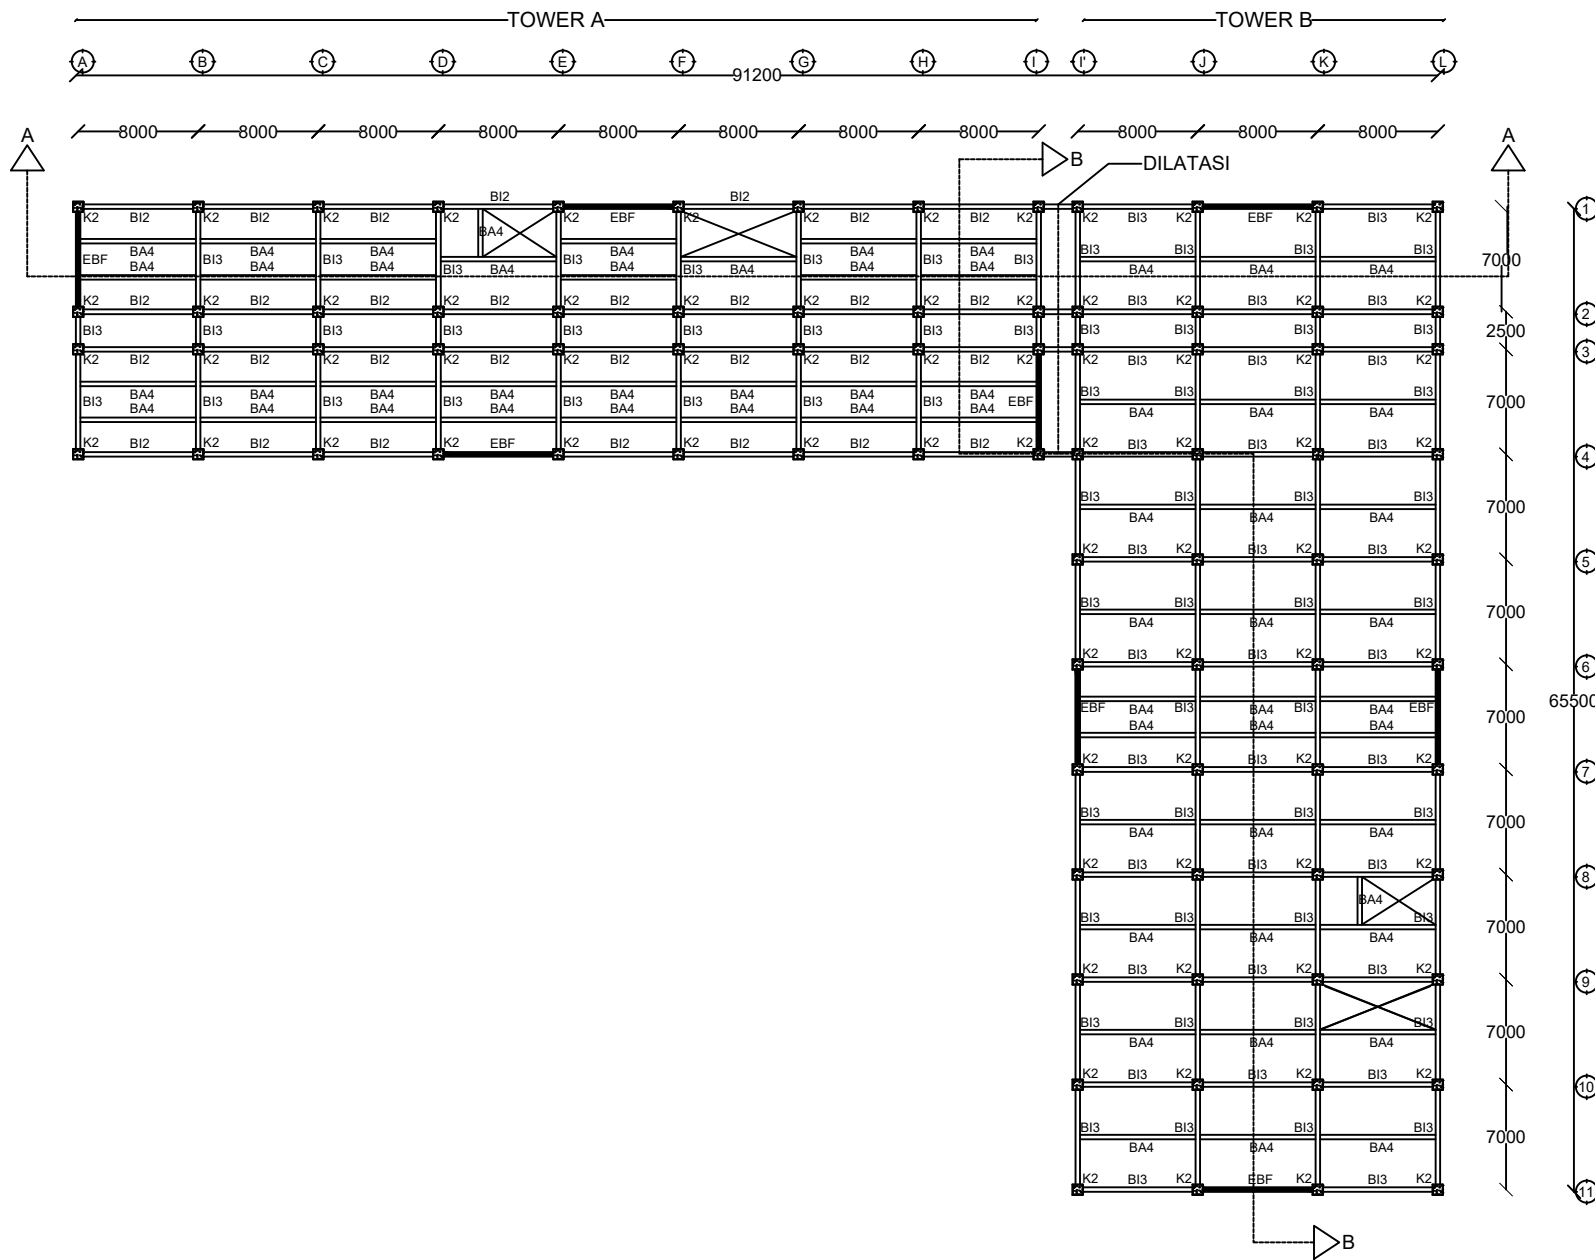 TOWER A TOWER B
A B C D E F G H I I' J K L
91200
8000 8000 8000 8000 8000 8000 8000 8000 8000 8000 8000
A A
B
DILATASI
BI2 BI2
K2 BI2 K2 BI2 K2 BI2 K2 K2 EBF K2 K2 BI2 K2 BI2 K2 K2 BI3 K2 EBF K2 BI3 K2 1
BA4
EBF BA4 BI3 BA4 BI3 BA4 BI3 BA4 BI3 BA4 BI3 BA4 BI3 BA4 BI3 BA4 BI3 BI3 BI3 BI3 BI3 7000
BA4 BA4 BA4 BA4 BA4 BA4 BA4 BA4 BA4
K2 BI2 K2 BI2 K2 BI2 K2 BI2 K2 BI2 K2 BI2 K2 BI2 K2 BI2 K2 K2 BI3 K2 BI3 K2 BI3 K2 2
BI3 BI3 BI3 BI3 BI3 BI3 BI3 BI3 BI3 BI3 BI3 BI3 BI3 2500
K2 BI2 K2 BI2 K2 BI2 K2 BI2 K2 BI2 K2 BI2 K2 BI2 K2 BI2 K2 K2 BI3 K2 BI3 K2 BI3 K2 3
BI3 BI3 BI3 BI3
BI3 BA4 BI3 BA4 BI3 BA4 BI3 BA4 BI3 BA4 BI3 BA4 BI3 BA4 BI3 BA4 EBF 7000
BA4 BA4 BA4 BA4 BA4 BA4 BA4 BA4 BA4 BA4 BA4
K2 BI2 K2 BI2 K2 BI2 K2 EBF K2 BI2 K2 BI2 K2 BI2 K2 BI2 K2 K2 BI3 K2 BI3 K2 BI3 K2 4
BI3 BI3 BI3 BI3 7000
BA4 BA4 BA4
K2 BI3 K2 BI3 K2 BI3 K2 5
BI3 BI3 BI3 BI3 7000
BA4 BA4 BA4
K2 BI3 K2 BI3 K2 BI3 K2 6
65500
EBF BA4 BI3 BA4 BI3 BA4 EBF 7000
BA4 BA4 BA4
K2 BI3 K2 BI3 K2 BI3 K2 7
BI3 BI3 BI3 BI3 7000
BA4 BA4 BA4
K2 BI3 K2 BI3 K2 BI3 K2 8
BA4
BI3 BI3 BI3 BI3 7000
BA4 BA4 BA4
K2 BI3 K2 BI3 K2 BI3 K2 9
BI3 BI3 BI3 BI3 7000
BA4 BA4 BA4
K2 BI3 K2 BI3 K2 BI3 K2 10
BI3 BI3 BI3 BI3 7000
BA4 BA4 BA4
K2 BI3 K2 EBF K2 BI3 K2 11
B